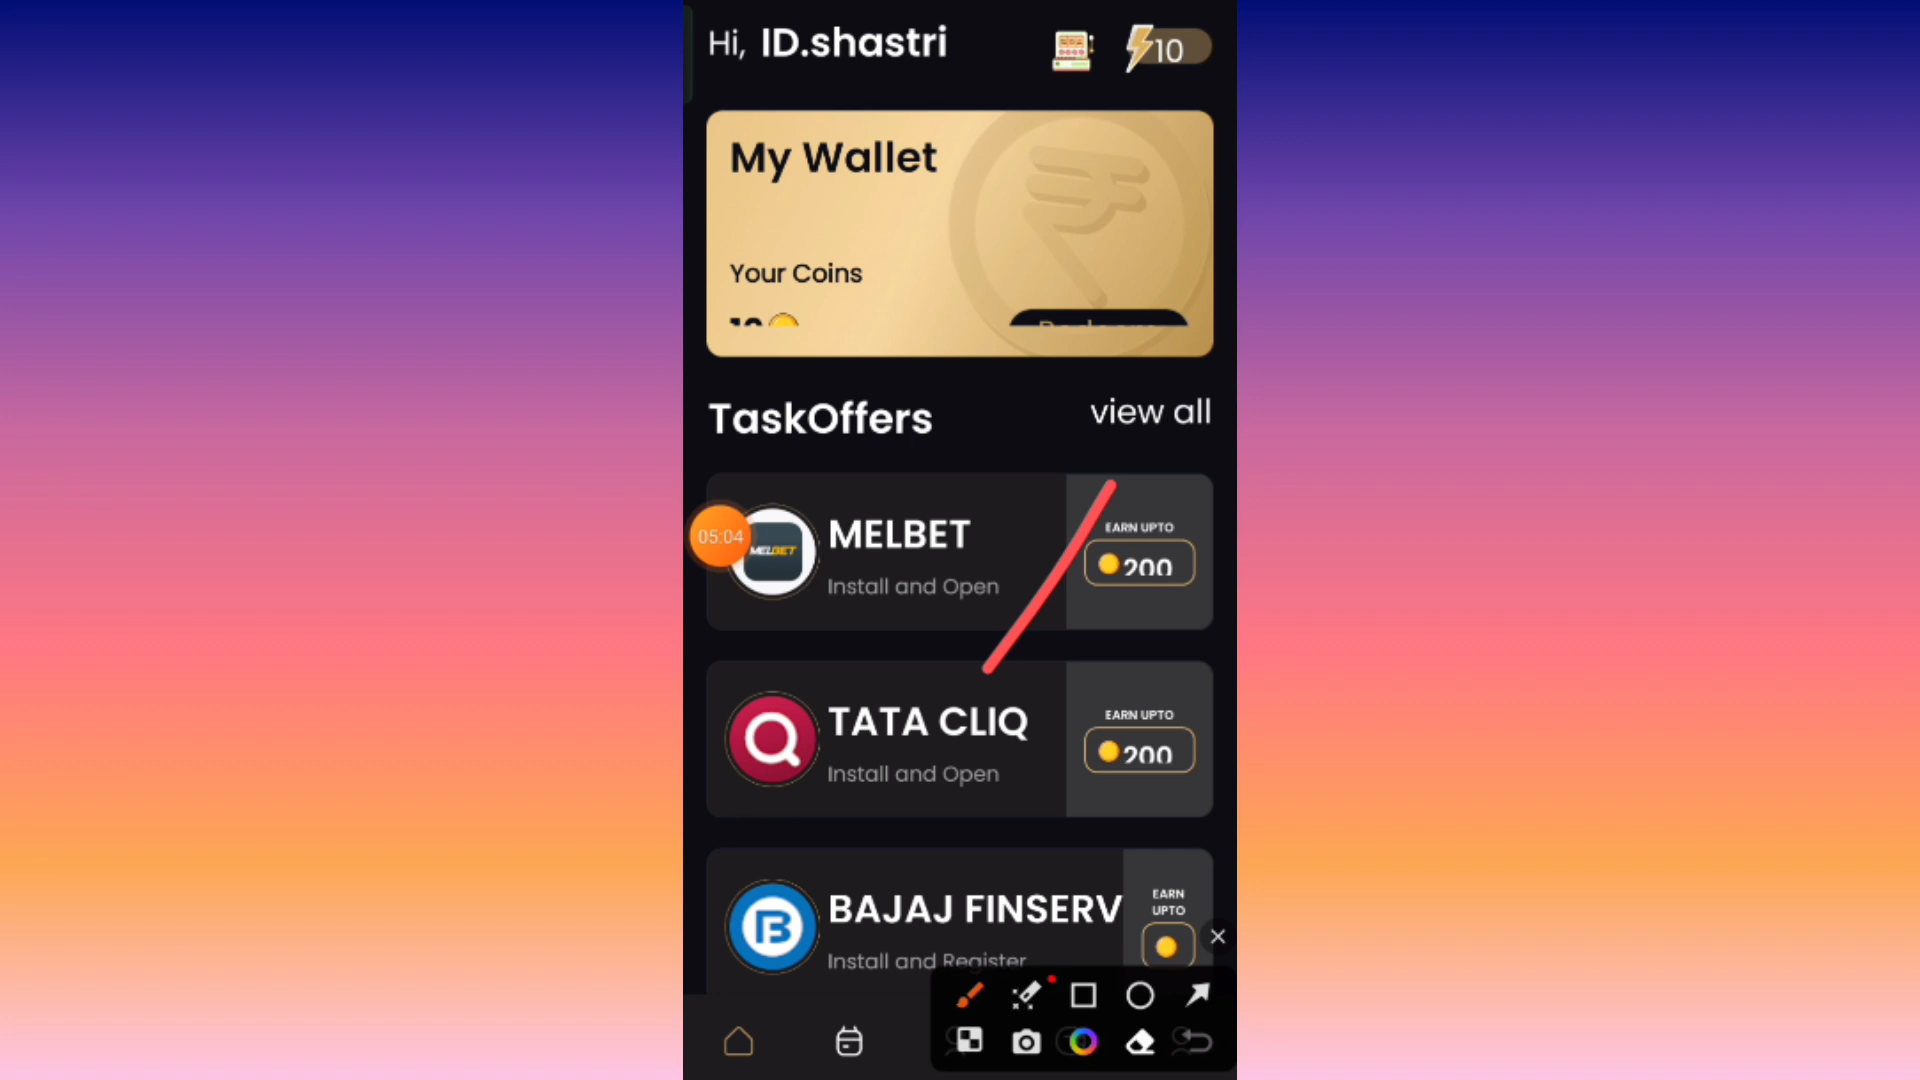 Hi, ID.shastri
10
My Wallet
Your Coins
TaskOffers
view all
05:04
MELBET
MELBET
Install and Open
EARN UPTO
200
TATA CLIQ
Install and Open
EARN UPTO
200
BAJAJ FINSERV
Install and Register
EARN
UPTO